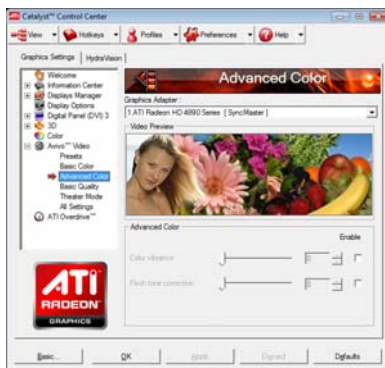 Catalyst™ Control Center
View Hotkeys Profiles Preferences Help
Graphics Settings HydraVision
Welcome
Information Center
Displays Manager
Display Options
Digital Panel (DVI) 3
3D
Color
Avivo™ Video
Presets
Basic Color
Advanced Color
Basic Quality
Theater Mode
All Settings
ATI Overdrive™
Advanced Color
Graphics Adapter:
1.ATI Radeon HD 4890 Series [ SyncMaster ]
Video Preview
Advanced Color
Enable
Color vibrance 0
Flesh tone correction 0
ATI
RADEON
GRAPHICS
Basic... OK Apply Discard Defaults